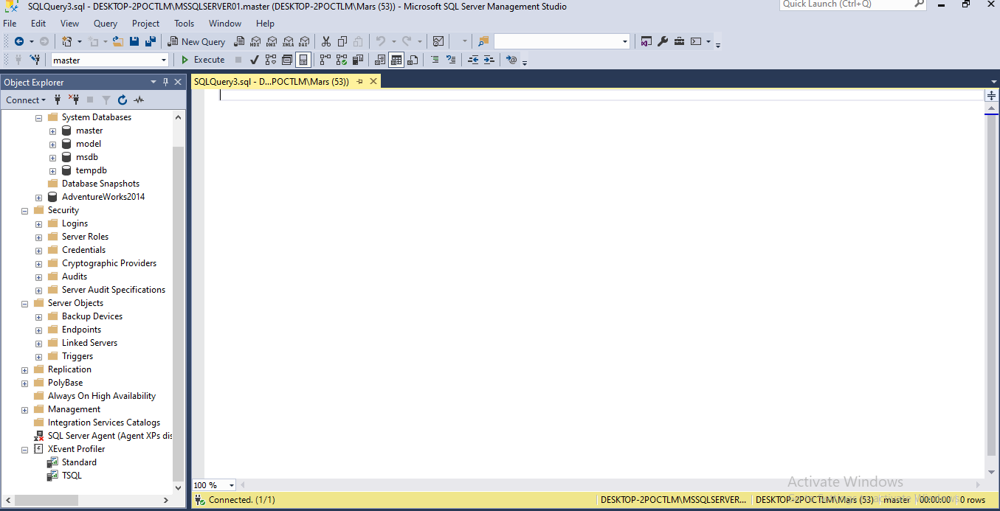 SQLQuery3.sql - DESKTOP-2POCTLM\MSSQLSERVER01.master (DESKTOP-2POCTLM\Mars (53)) - Microsoft SQL Server Management Studio
Quick Launch (Ctrl+Q)
File Edit View Query Project Tools Window Help
New Query MDX DMX XMLA DAX
master Execute
Object Explorer
SQLQuery3.sql - D...POCTLM\Mars (53))
Connect
System Databases
master
model
msdb
tempdb
Database Snapshots
AdventureWorks2014
Security
Logins
Server Roles
Credentials
Cryptographic Providers
Audits
Server Audit Specifications
Server Objects
Backup Devices
Endpoints
Linked Servers
Triggers
Replication
PolyBase
Always On High Availability
Management
Integration Services Catalogs
SQL Server Agent (Agent XPs dis
XEvent Profiler
Standard
TSQL
100 %
Activate Windows
Connected. (1/1)
DESKTOP-2POCTLM\MSSQLSERVER... DESKTOP-2POCTLM\Mars (53) master 00:00:00 0 rows